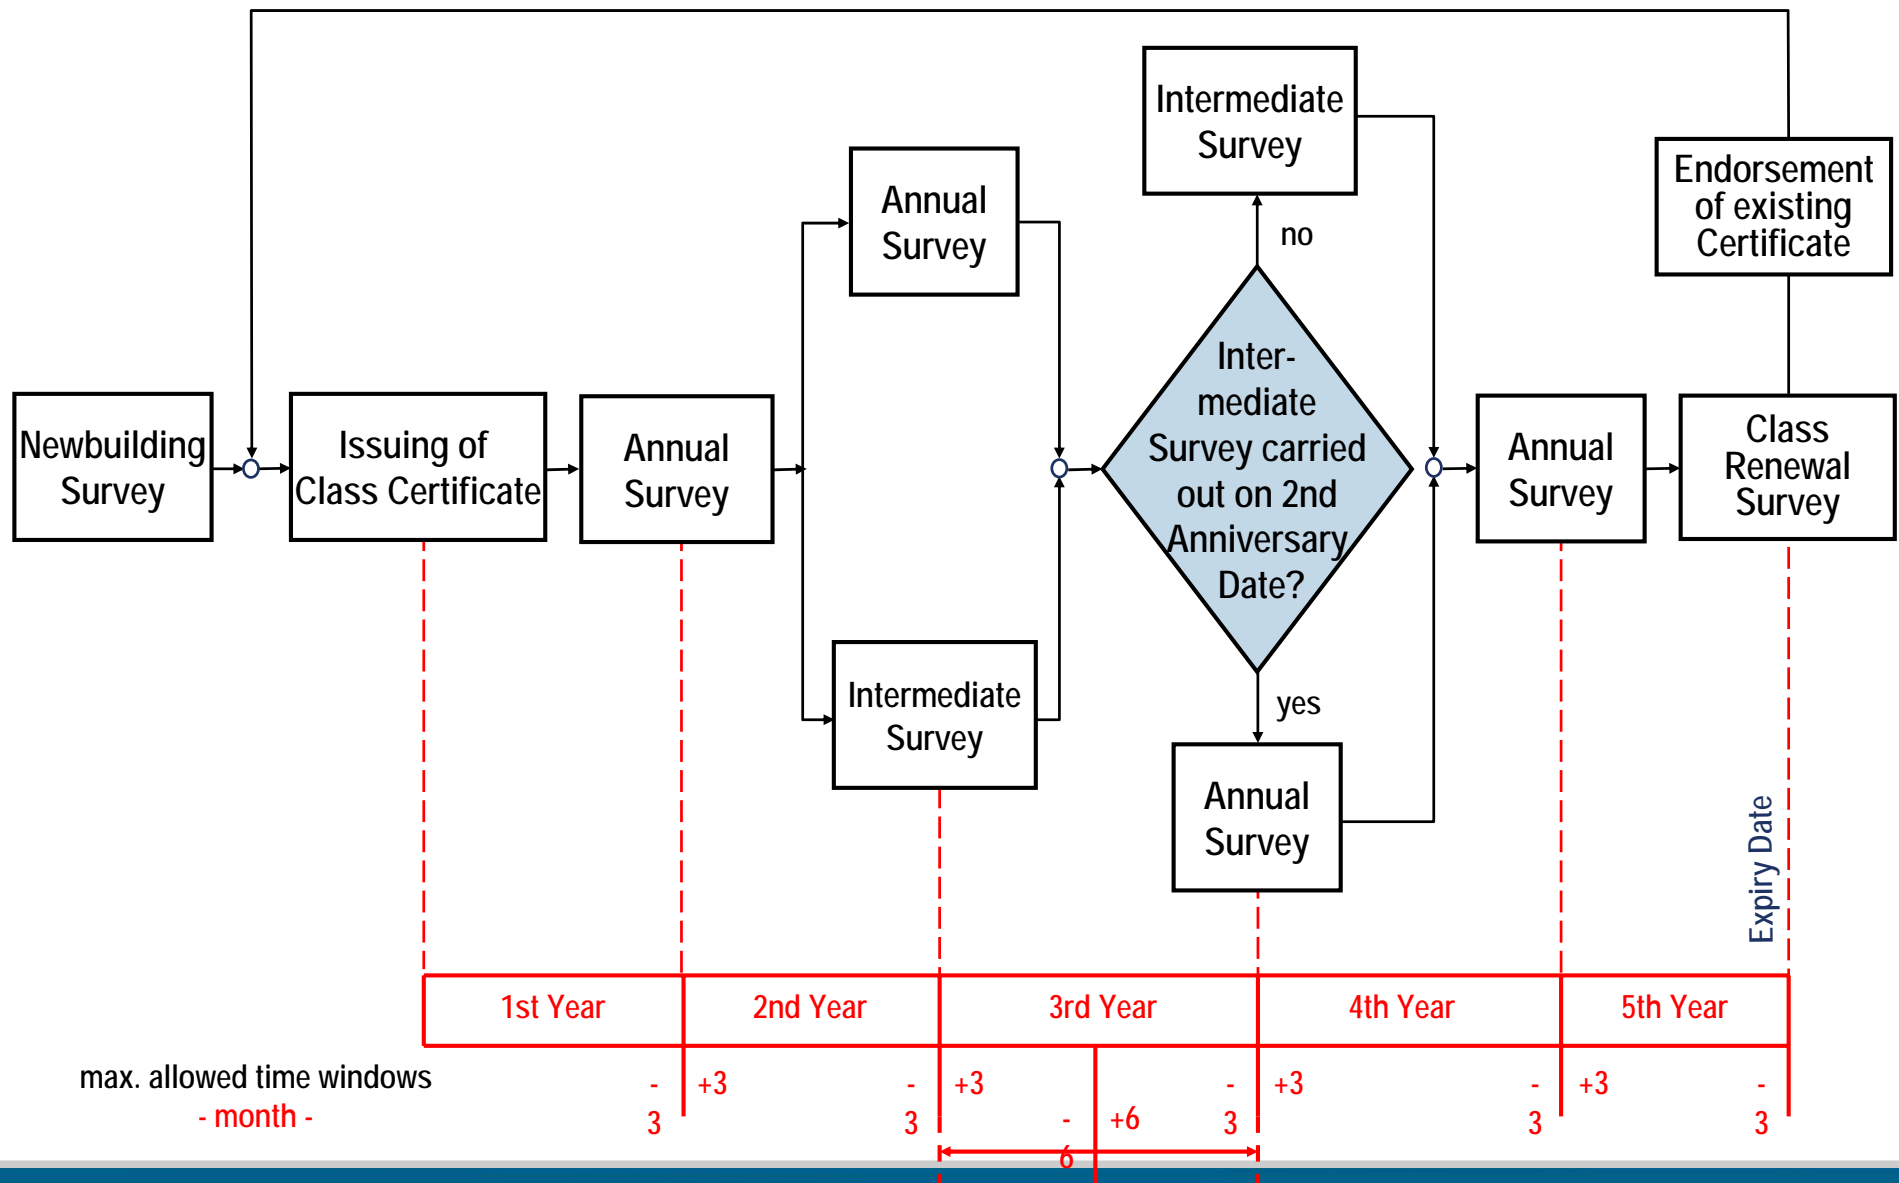 Intermediate
Survey
Annual
Survey
no
Endorsement
of existing
Certificate
Newbuilding
Survey
Issuing of
Class Certificate
Annual
Survey
Inter-
mediate
Survey carried
out on 2nd
Anniversary
Date?
Annual
Survey
Class
Renewal
Survey
Intermediate
Survey
yes
Annual
Survey
Expiry Date
1st Year
2nd Year
3rd Year
4th Year
5th Year
max. allowed time windows
- month -
-
3
+3
-
3
+3
-
6
+6
-
3
+3
-
3
+3
-
3